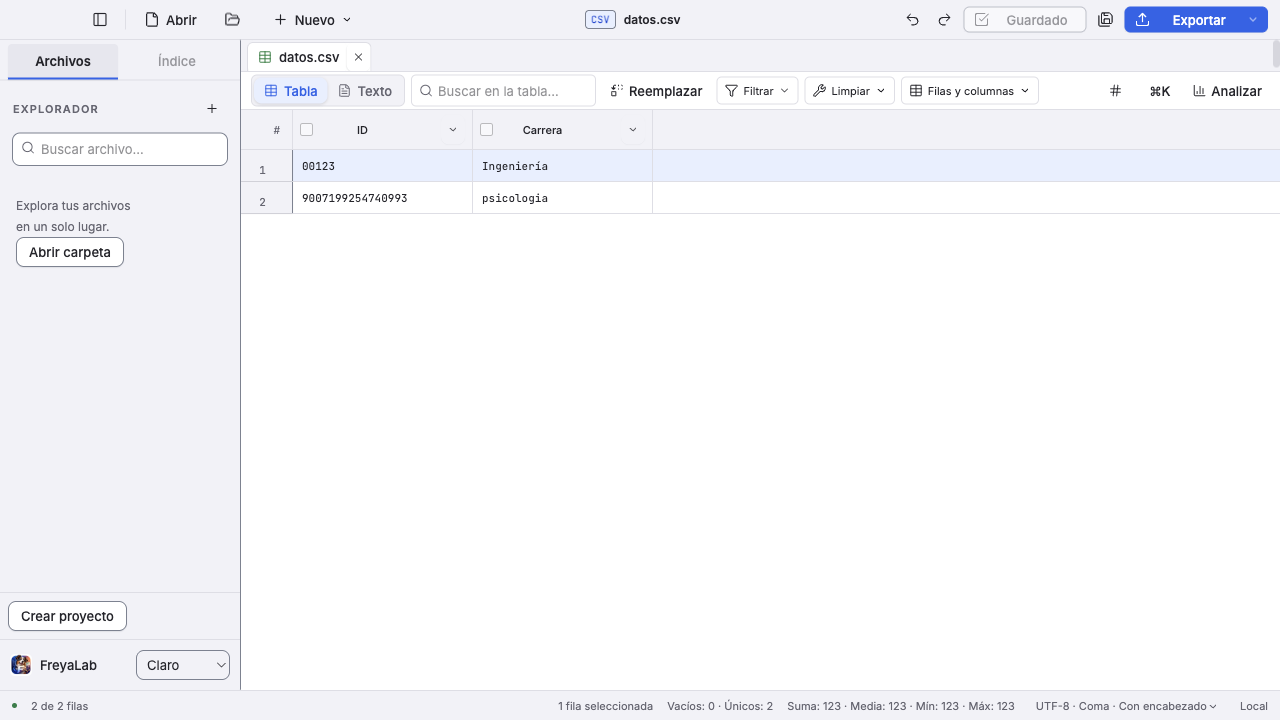 Abrir
Nuevo
CSV datos.csv
Guardado
Exportar
Archivos
Índice
datos.csv
EXPLORADOR
Buscar archivo...
Explora tus archivos
en un solo lugar.
Abrir carpeta
Crear proyecto
FreyaLab
Claro
Tabla
Texto
Buscar en la tabla...
Reemplazar
Filtrar
Limpiar
Filas y columnas
#
⌘K
Analizar
# ID Carrera
1 00123 Ingeniería
2 9007199254740993 psicologia
2 de 2 filas
1 fila seleccionada
Vacíos: 0 · Únicos: 2
Suma: 123 · Media: 123 · Mín: 123 · Máx: 123
UTF-8 · Coma · Con encabezado
Local